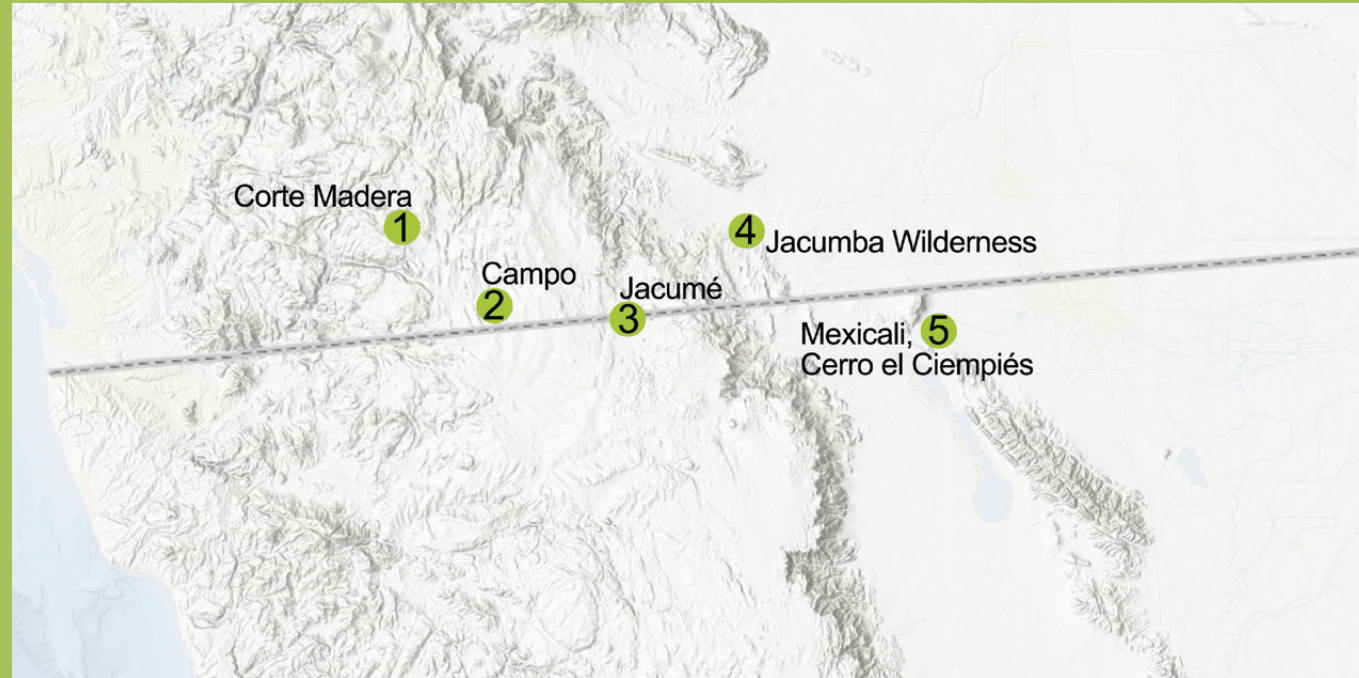 Corte Madera
1
4
Jacumba Wilderness
Campo
2
Jacumé
3
Mexicali, 5
Cerro el Ciempiés